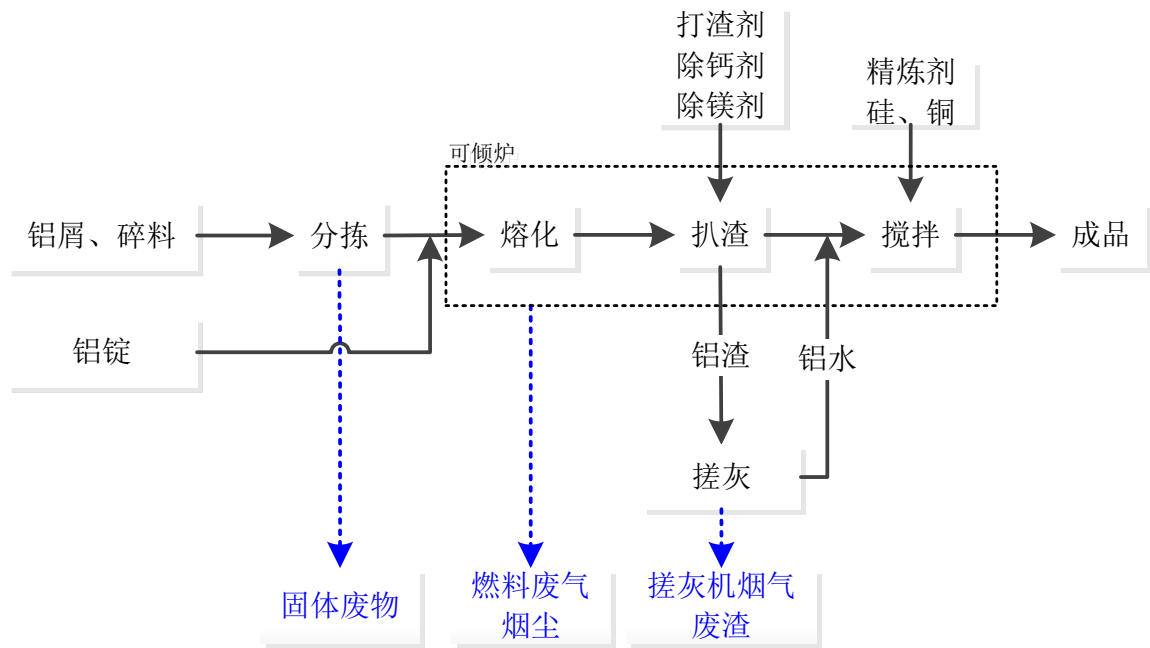 打渣剂
除钙剂
除镁剂
精炼剂
硅、铜
可倾炉
铝屑、碎料
分拣
熔化
扒渣
搅拌
成品
铝锭
铝渣
铝水
搓灰
固体废物
燃料废气
烟尘
搓灰机烟气
废渣